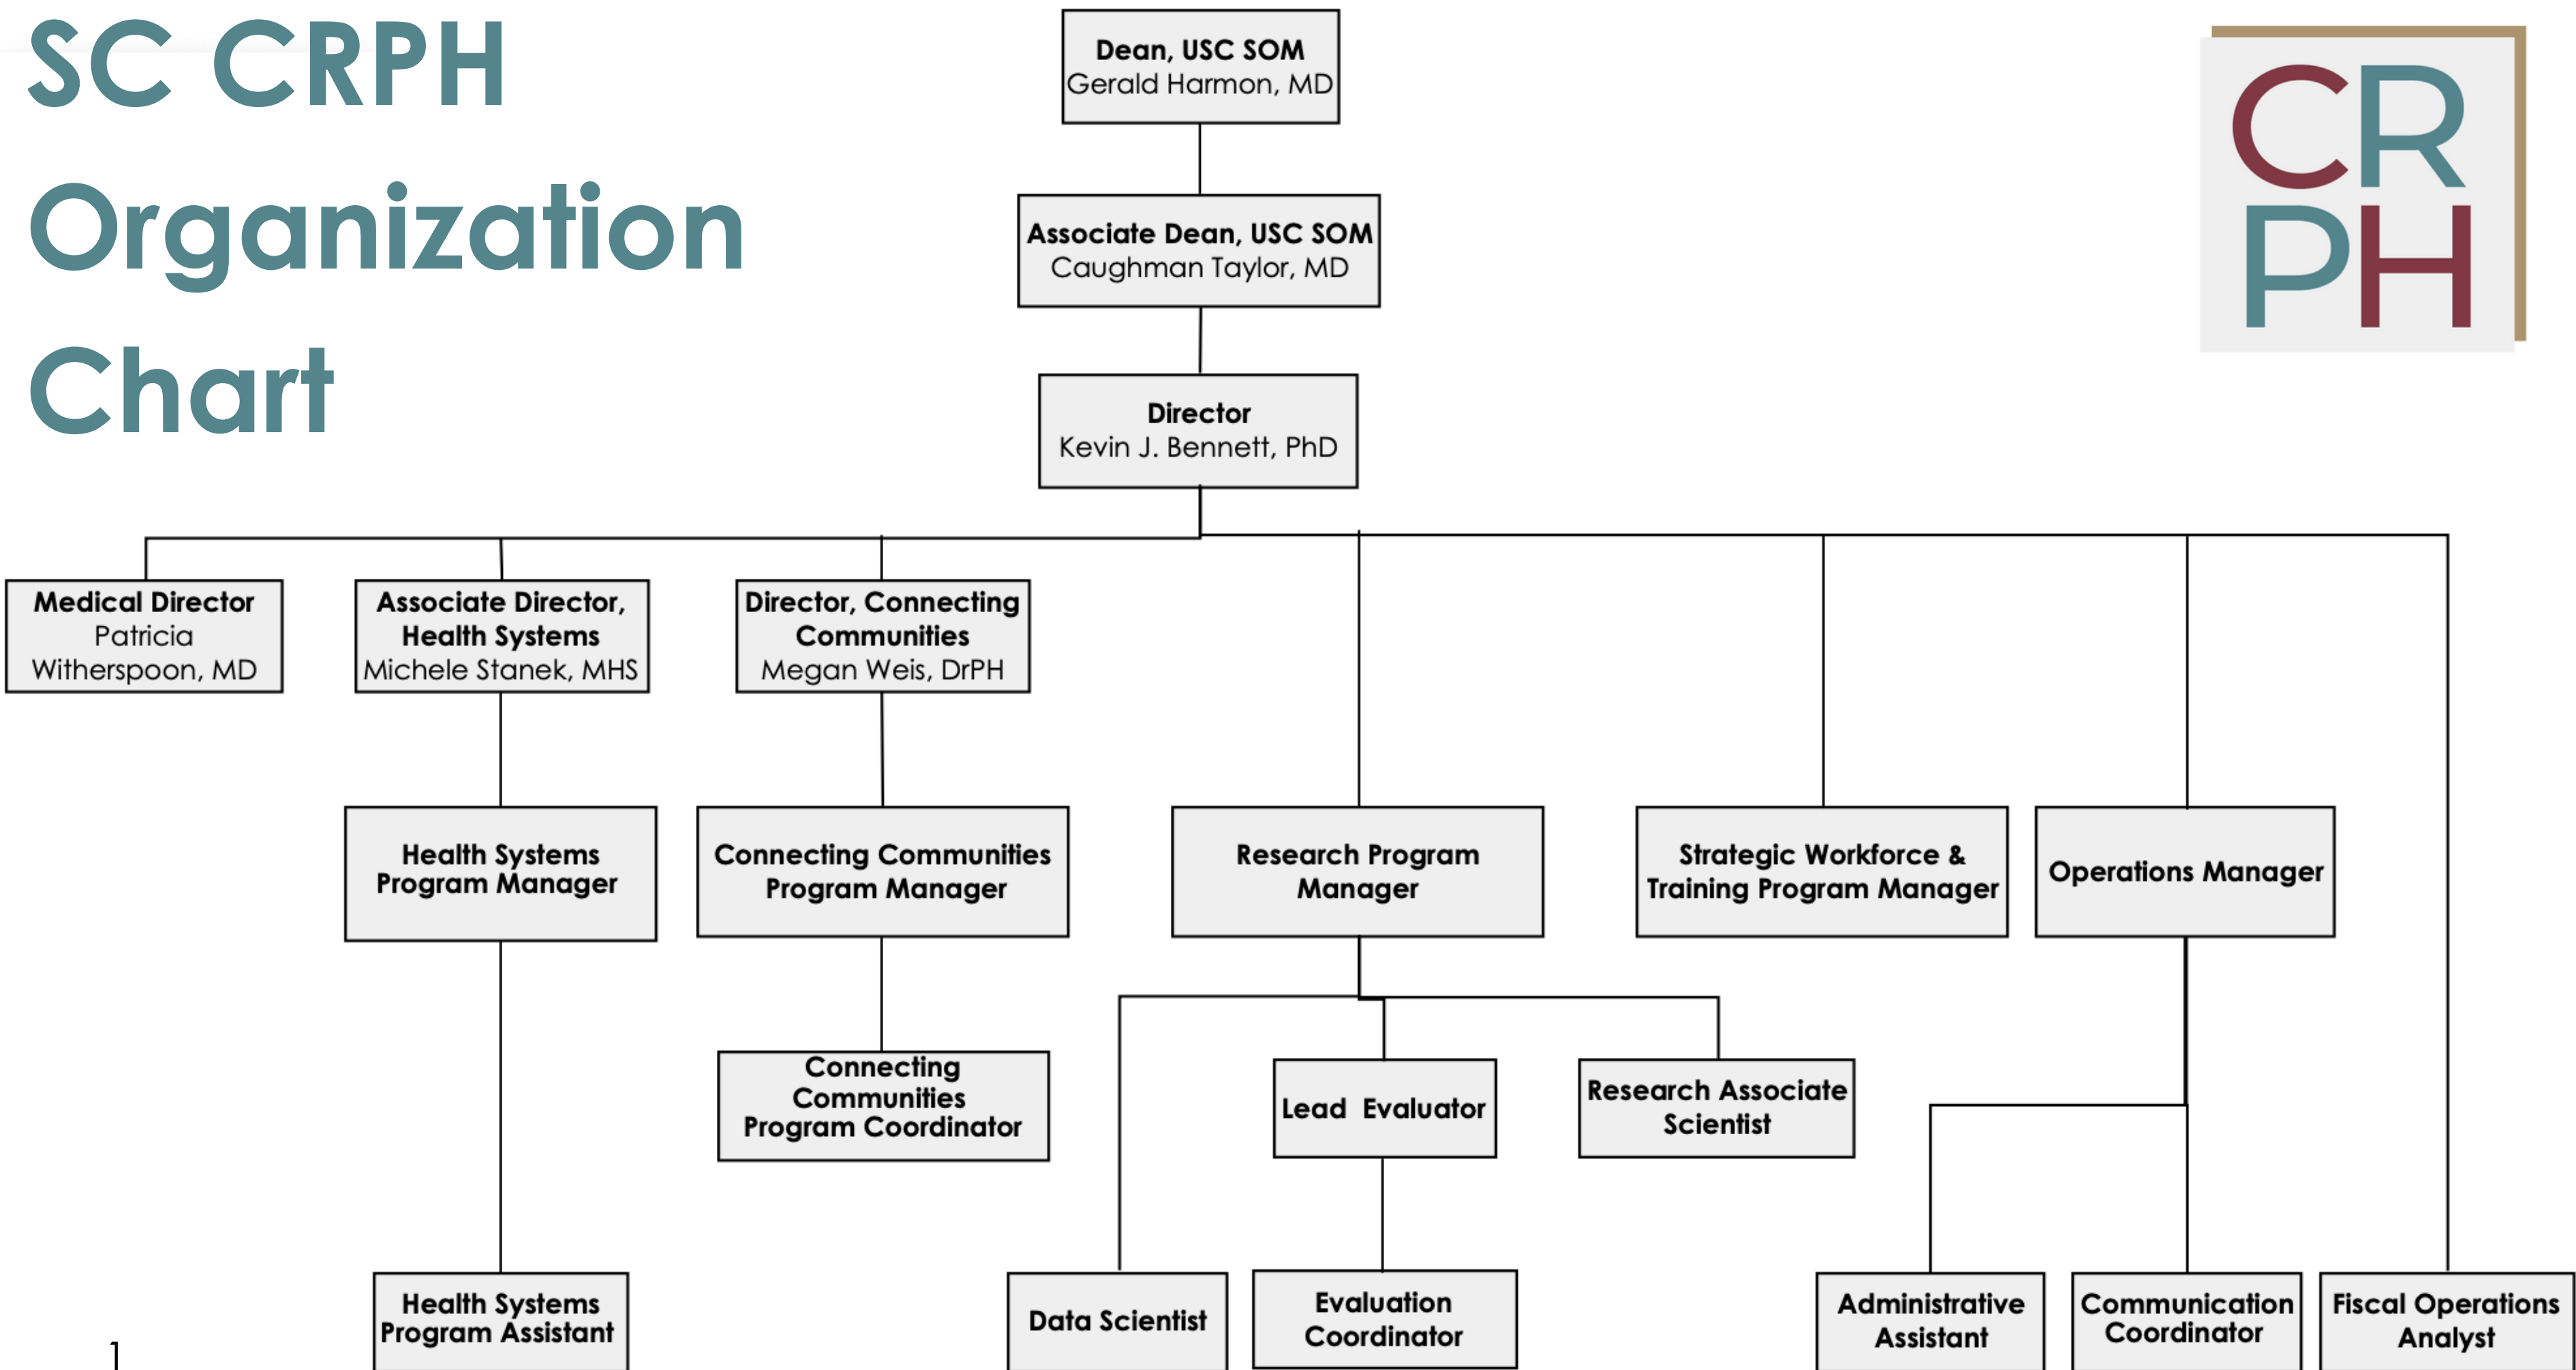 SC CRPH
Organization
Chart
CR
PH
Dean, USC SOM
Gerald Harmon, MD
Associate Dean, USC SOM
Caughman Taylor, MD
Director
Kevin J. Bennett, PhD
Medical Director
Patricia
Witherspoon, MD
Associate Director,
Health Systems
Michele Stanek, MHS
Director, Connecting
Communities
Megan Weis, DrPH
Health Systems
Program Manager
Connecting Communities
Program Manager
Research Program
Manager
Strategic Workforce &
Training Program Manager
Operations Manager
Connecting
Communities
Program Coordinator
Lead  Evaluator
Research Associate
Scientist
Health Systems
Program Assistant
Data Scientist
Evaluation
Coordinator
Administrative
Assistant
Communication
Coordinator
Fiscal Operations
Analyst
1